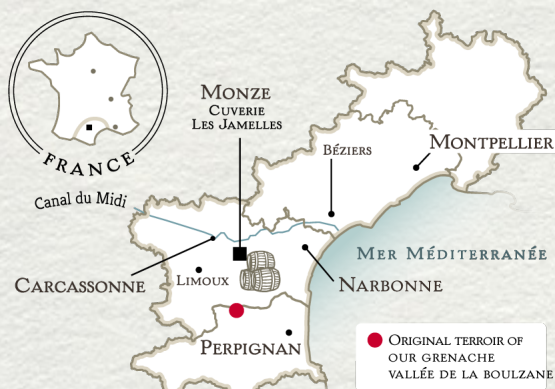 FRANCE
MONZE
CUVERIE
LES JAMELLES
BÉZIERS
MONTPELLIER
Canal du Midi
MER MÉDITERRANÉE
CARCASSONNE
LIMOUX
NARBONNE
PERPIGNAN
ORIGINAL TERROIR OF
OUR GRENACHE
VALLÉE DE LA BOULZANE